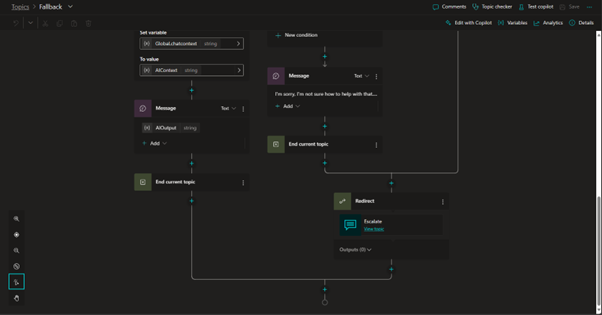 Topics > Fallback
Comments
Topic checker
Test copilot
Save
Edit with Copilot
Variables
Analytics
Details
Set variable
{x} Global.chatcontext string
To value
{x} AIContext string
Message Text
{x} AIOutput string
+ Add
End current topic
+ New condition
Message Text
I'm sorry, I'm not sure how to help with that...
+ Add
End current topic
Redirect
Escalate
View topic
Outputs (0)